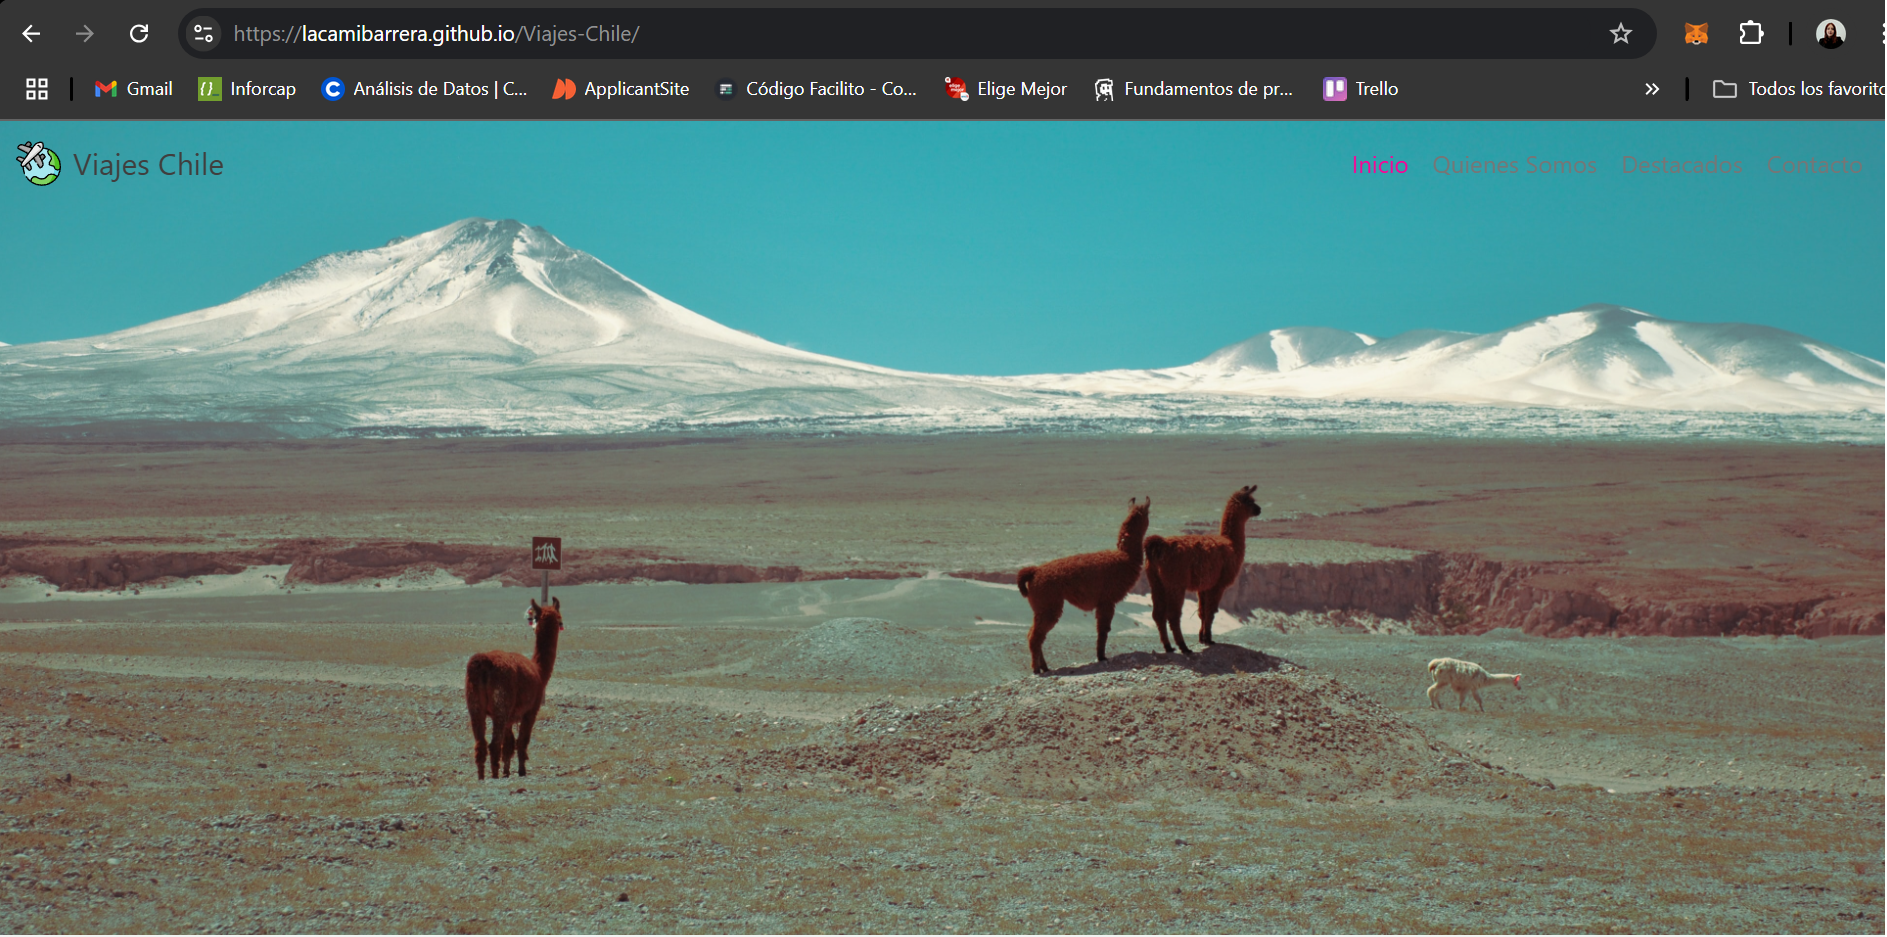 https://lacamibarrera.github.io/Viajes-Chile/
Gmail Inforcap Análisis de Datos | C... ApplicantSite Código Facilito - Co... Elige Mejor Fundamentos de pr... Trello » Todos los favorito
Viajes Chile Inicio Quienes Somos Destacados Contacto